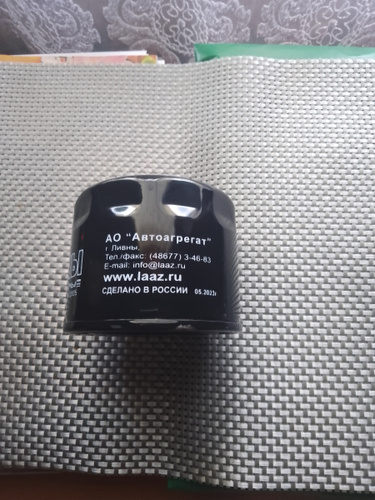 АО "Автоагрегат"
г. Ливны,
Тел./факс: (48677) 3-46-83
E-mail: info@laaz.ru
www.laaz.ru
СДЕЛАНО В РОССИИ 05.2023г